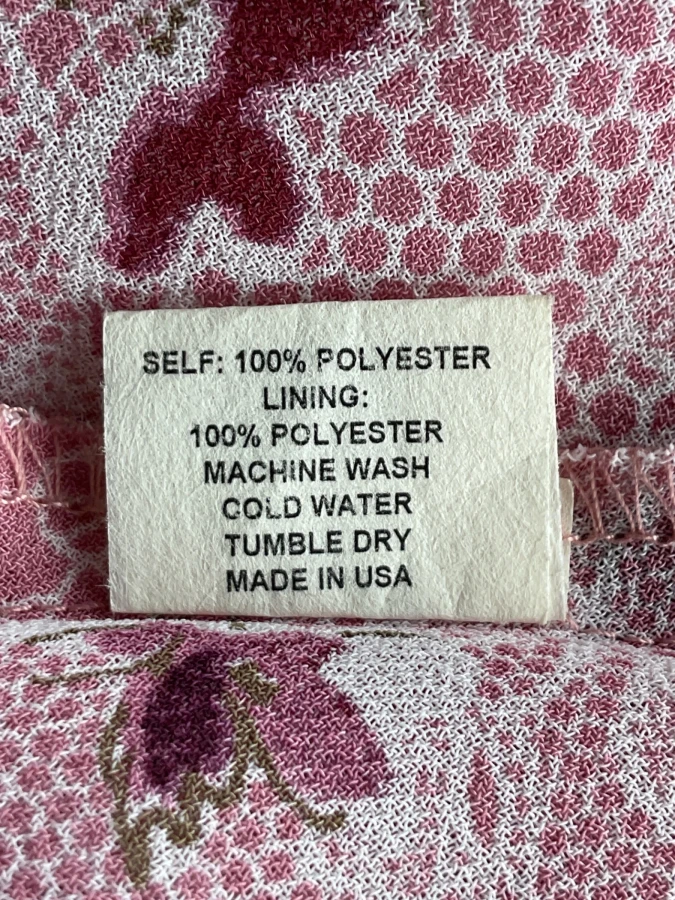 SELF: 100% POLYESTER
LINING:
100% POLYESTER
MACHINE WASH
COLD WATER
TUMBLE DRY
MADE IN USA